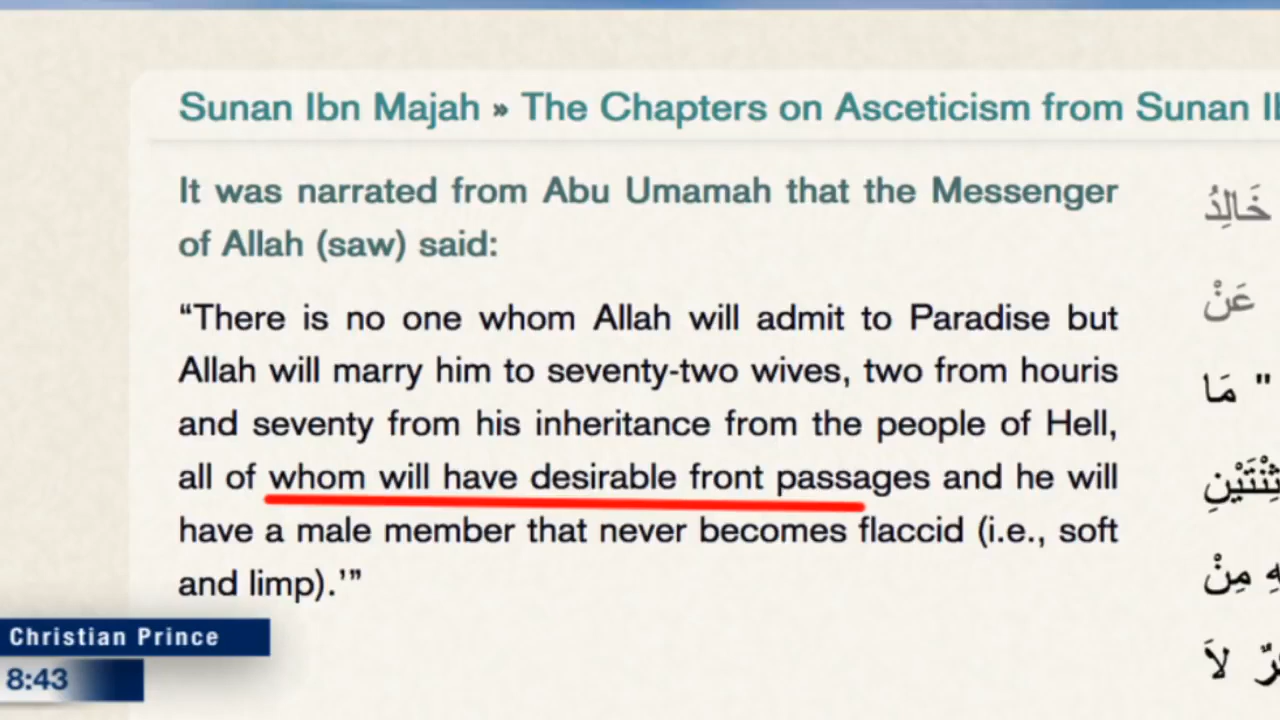 Sunan Ibn Majah » The Chapters on Asceticism from Sunan
It was narrated from Abu Umamah that the Messenger
of Allah (saw) said:
خَالِدُ
“There is no one whom Allah will admit to Paradise but
عَنْ
Allah will marry him to seventy-two wives, two from houris
" مَا
and seventy from his inheritance from the people of Hell,
all of whom will have desirable front passages and he will
ثِنْتَيْنِ
have a male member that never becomes flaccid (i.e., soft
and limp).’”
مِنْ
Christian Prince
لاَ
8:43